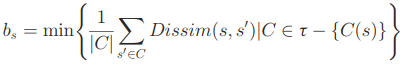 $b_s = \min\left\{\frac{1}{|C|}\sum_{s' \in C} Dissim(s, s') | C \in \tau - \{C(s)\}\right\}$